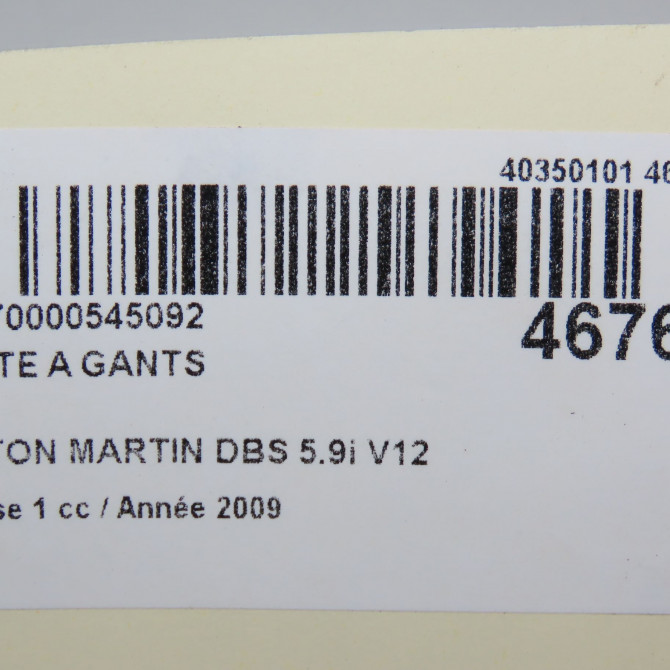 40350101 46
70000545092
4676
TE A GANTS
TON MARTIN DBS 5.9i V12
se 1 cc / Année 2009